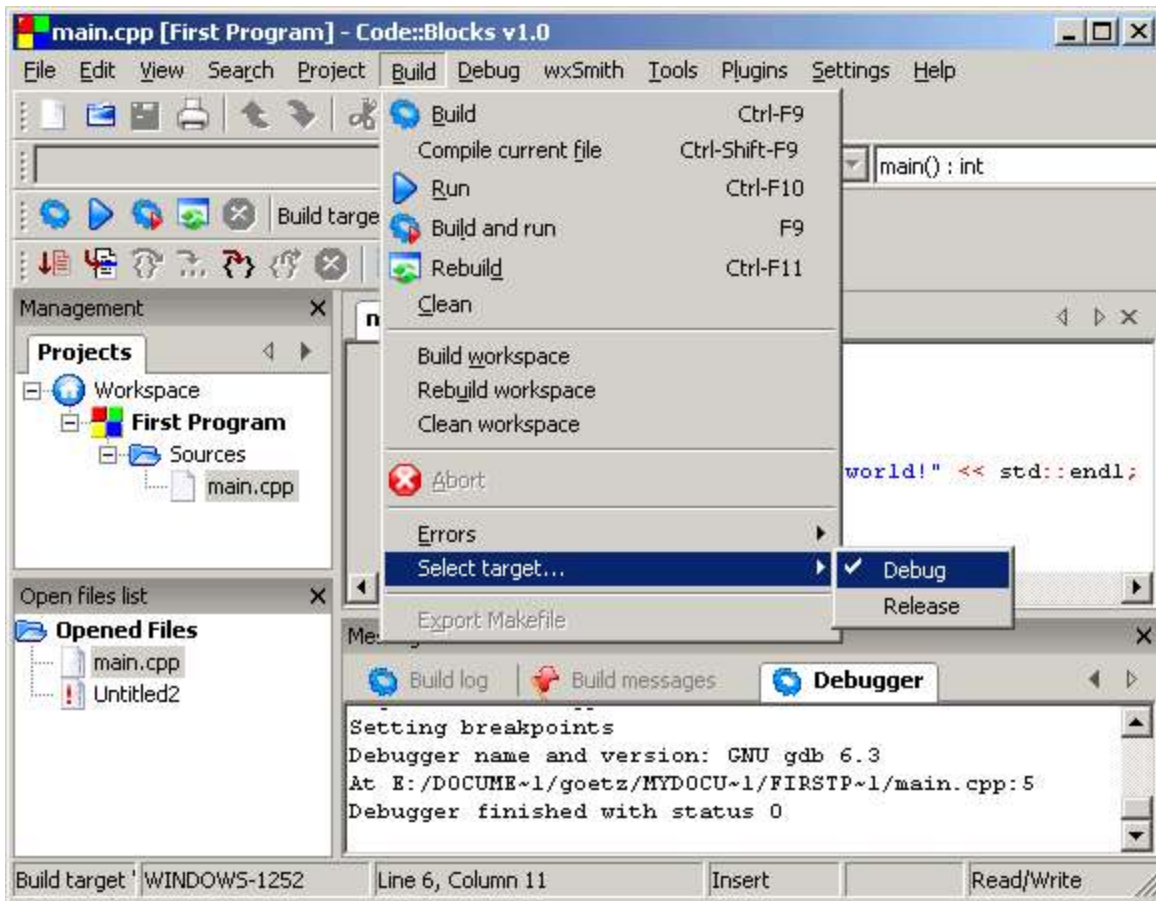 main.cpp [First Program] - Code::Blocks v1.0
File Edit View Search Project Build Debug wxSmith Tools Plugins Settings Help
Build Ctrl-F9
Compile current file Ctrl-Shift-F9
main() : int
Run Ctrl-F10
Build targe
Build and run F9
Rebuild Ctrl-F11
Clean
Management
Projects
Build workspace
Rebuild workspace
Clean workspace
Workspace
First Program
Sources
main.cpp
world!" << std::endl;
Abort
Errors
Select target...
Debug
Release
Export Makefile
Open files list
Opened Files
main.cpp
Untitled2
Build log Build messages Debugger
Setting breakpoints
Debugger name and version: GNU gdb 6.3
At E:/DOCUME~1/goetz/MYDOCU~1/FIRSTP~1/main.cpp:5
Debugger finished with status 0
Build target ' WINDOWS-1252 Line 6, Column 11 Insert Read/Write